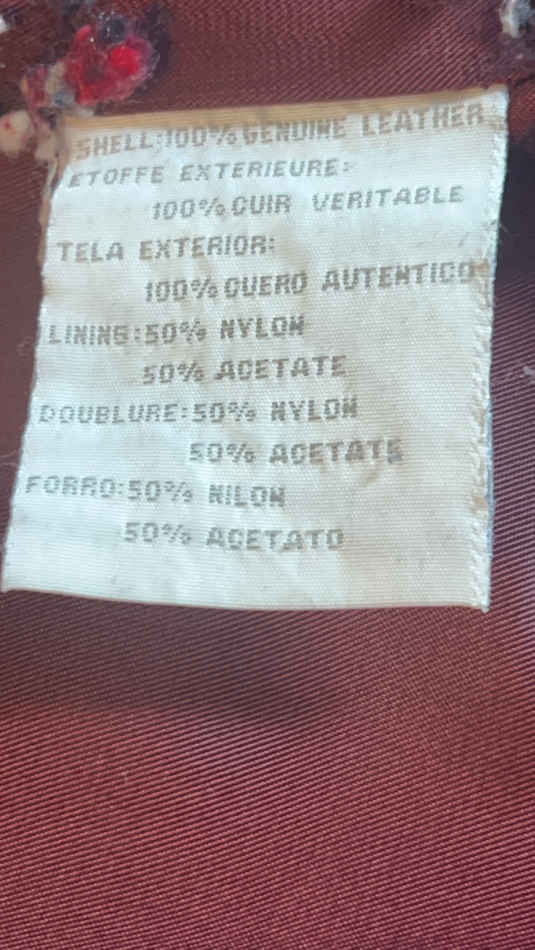 SHELL:100% GENUINE LEATHER
ETOFFE EXTERIEURE:
100% CUIR VERITABLE
TELA EXTERIOR:
100% CUERO AUTENTICO
LINING:50% NYLON
50% ACETATE
DOUBLURE:50% NYLON
50% ACETATE
FORRO:50% NILON
50% ACETATO